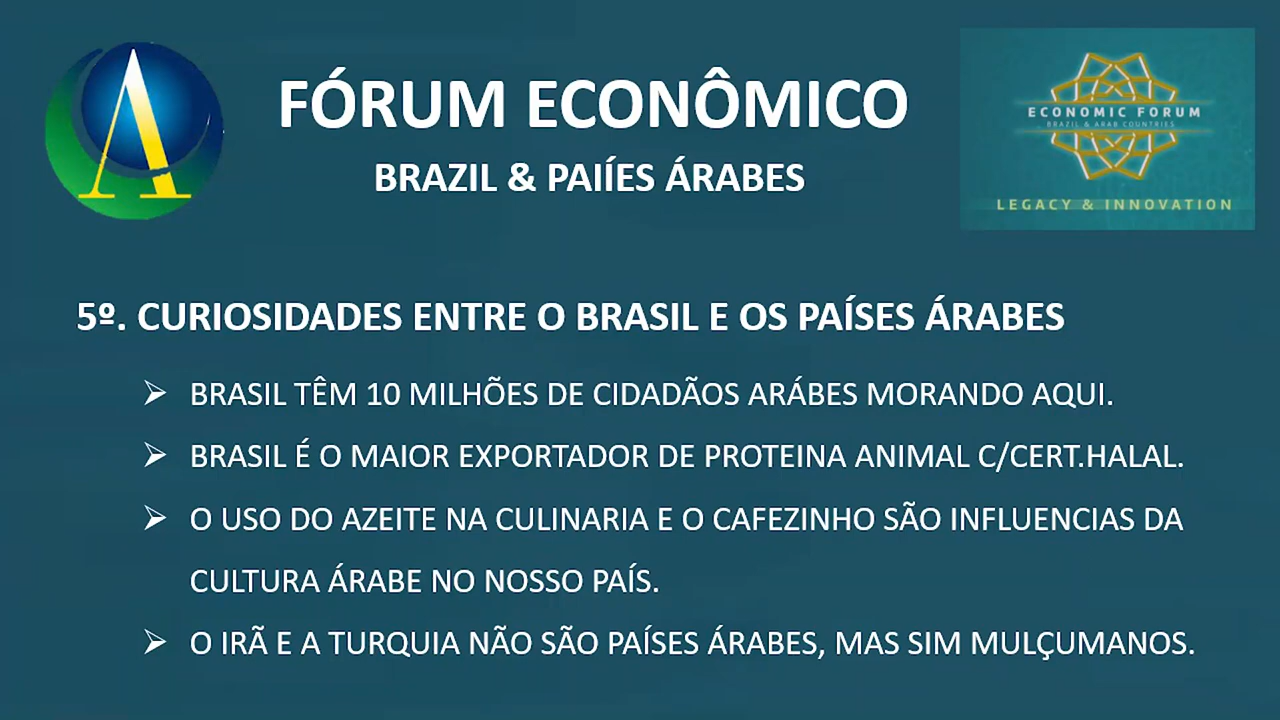 A
FÓRUM ECONÔMICO
BRAZIL & PAIÍES ÁRABES
ECONOMIC FORUM
BRAZIL & ARAB COUNTRIES
LEGACY & INNOVATION
5º. CURIOSIDADES ENTRE O BRASIL E OS PAÍSES ÁRABES
➢ BRASIL TÊM 10 MILHÕES DE CIDADÃOS ARÁBES MORANDO AQUI.
➢ BRASIL É O MAIOR EXPORTADOR DE PROTEINA ANIMAL C/CERT.HALAL.
➢ O USO DO AZEITE NA CULINARIA E O CAFEZINHO SÃO INFLUENCIAS DA
CULTURA ÁRABE NO NOSSO PAÍS.
➢ O IRÃ E A TURQUIA NÃO SÃO PAÍSES ÁRABES, MAS SIM MULÇUMANOS.